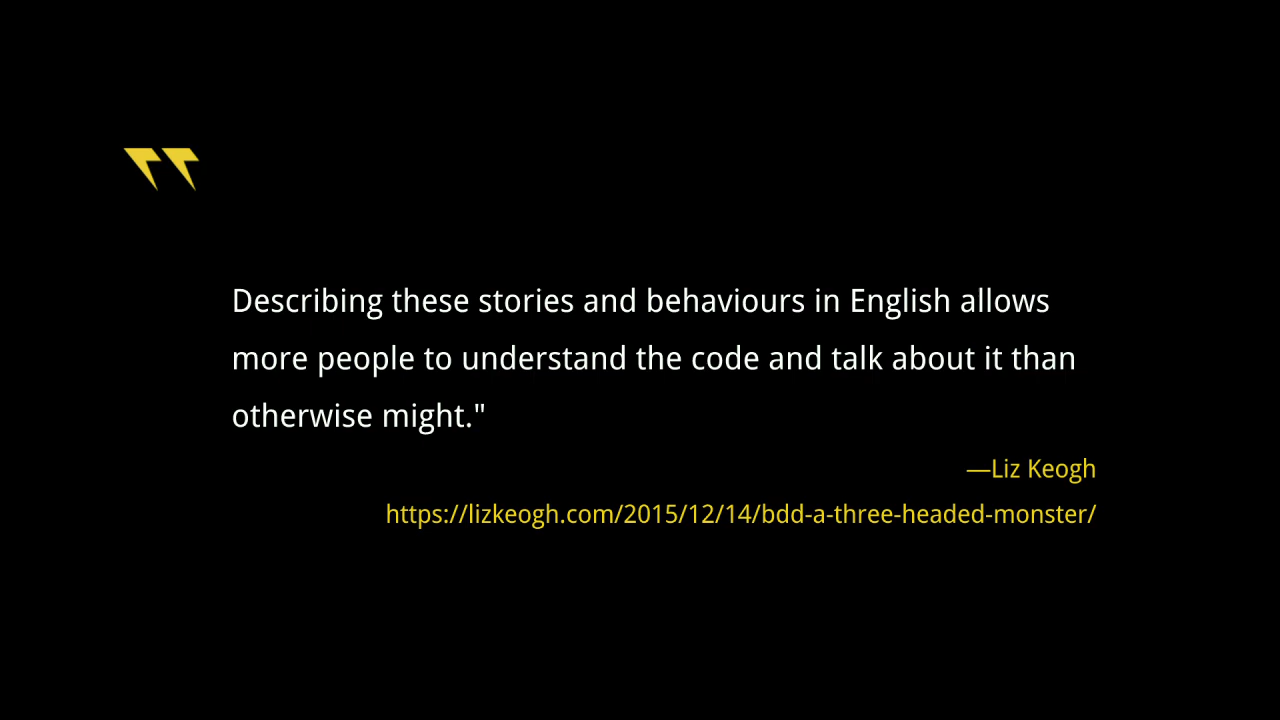 Describing these stories and behaviours in English allows
more people to understand the code and talk about it than
otherwise might."
—Liz Keogh
https://lizkeogh.com/2015/12/14/bdd-a-three-headed-monster/